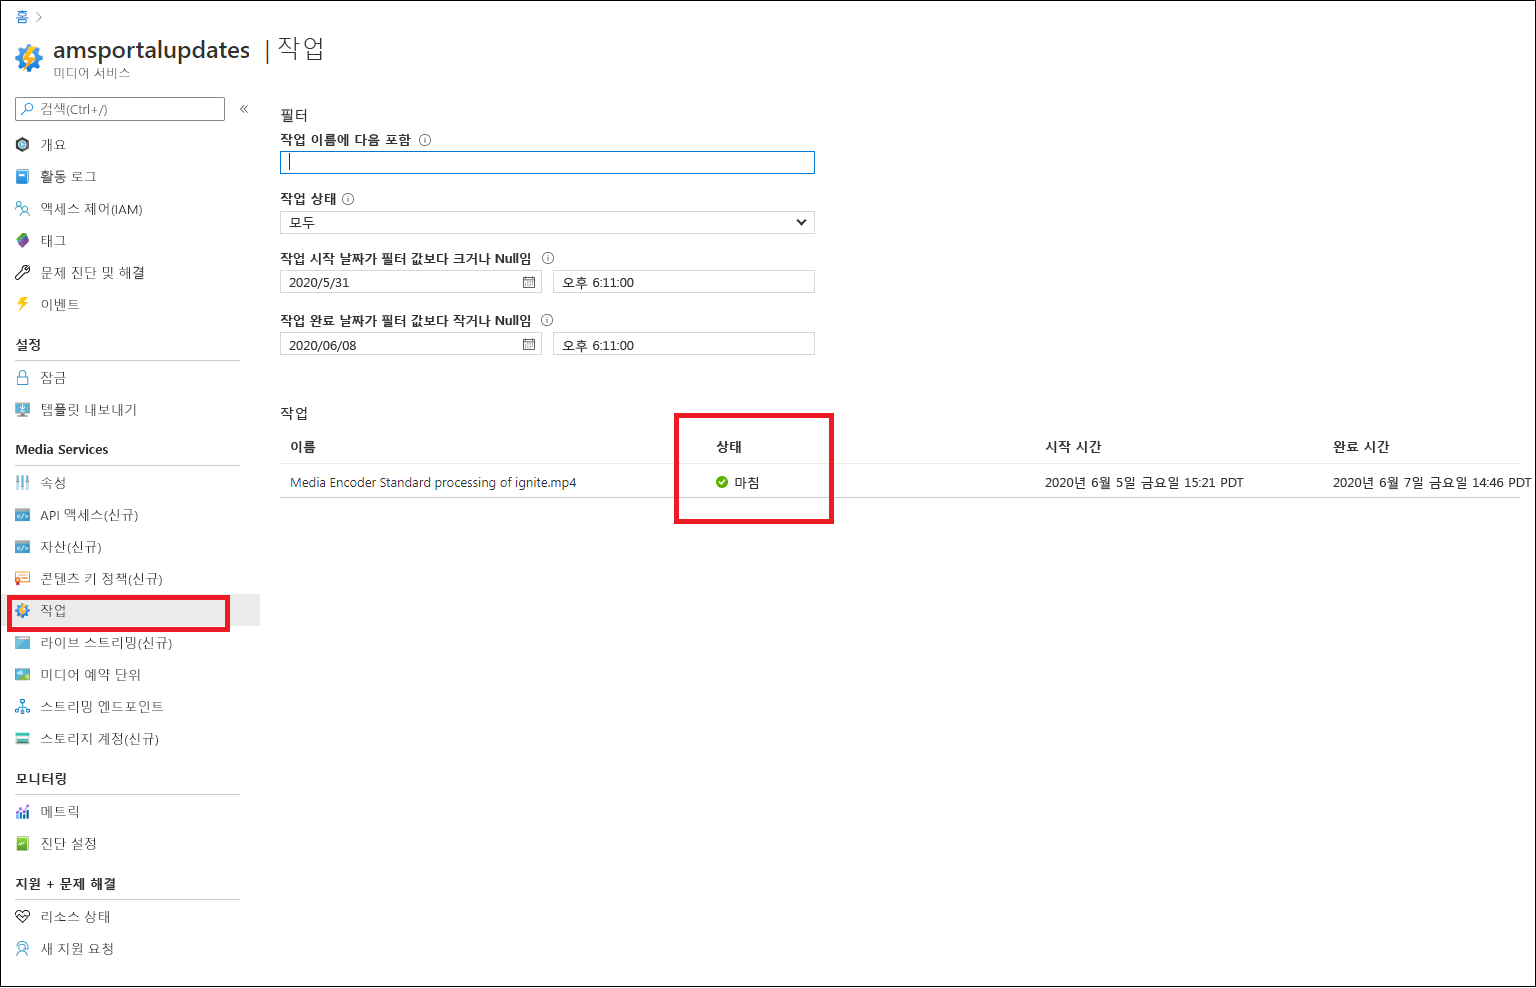 홈 >
amsportalupdates | 작업
미디어 서비스
검색(Ctrl+/)
«
개요
활동 로그
액세스 제어(IAM)
태그
문제 진단 및 해결
이벤트
설정
잠금
템플릿 내보내기
Media Services
속성
API 액세스(신규)
자산(신규)
콘텐츠 키 정책(신규)
작업
라이브 스트리밍(신규)
미디어 예약 단위
스트리밍 엔드포인트
스토리지 계정(신규)
모니터링
메트릭
진단 설정
지원 + 문제 해결
리소스 상태
새 지원 요청
필터
작업 이름에 다음 포함
작업 상태
모두
작업 시작 날짜가 필터 값보다 크거나 Null임
2020/5/31 오후 6:11:00
작업 완료 날짜가 필터 값보다 작거나 Null임
2020/06/08 오후 6:11:00
작업
이름 상태 시작 시간 완료 시간
Media Encoder Standard processing of ignite.mp4 마침 2020년 6월 5일 금요일 15:21 PDT 2020년 6월 7일 금요일 14:46 PDT